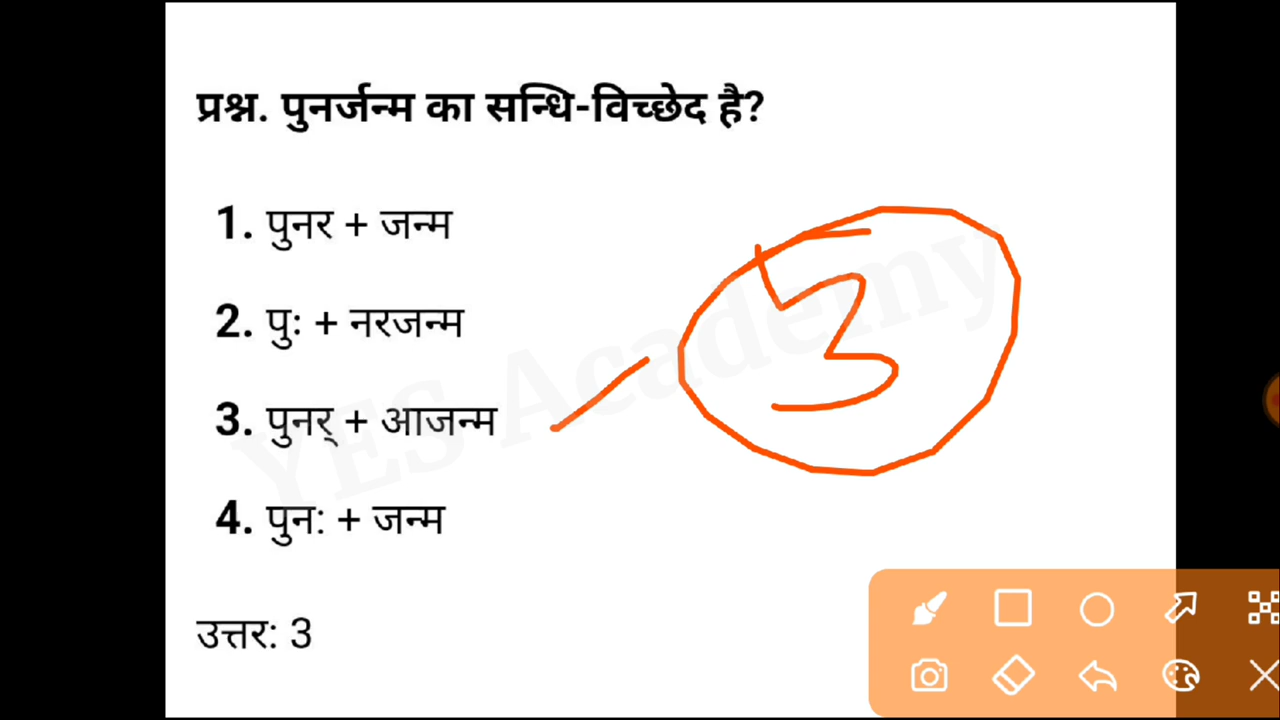 प्रश्न. पुनर्जन्म का सन्धि-विच्छेद है?
1. पुनर + जन्म
2. पुः + नरजन्म
3. पुनर् + आजन्म
3
4. पुन: + जन्म
उत्तर: 3
YES Academy